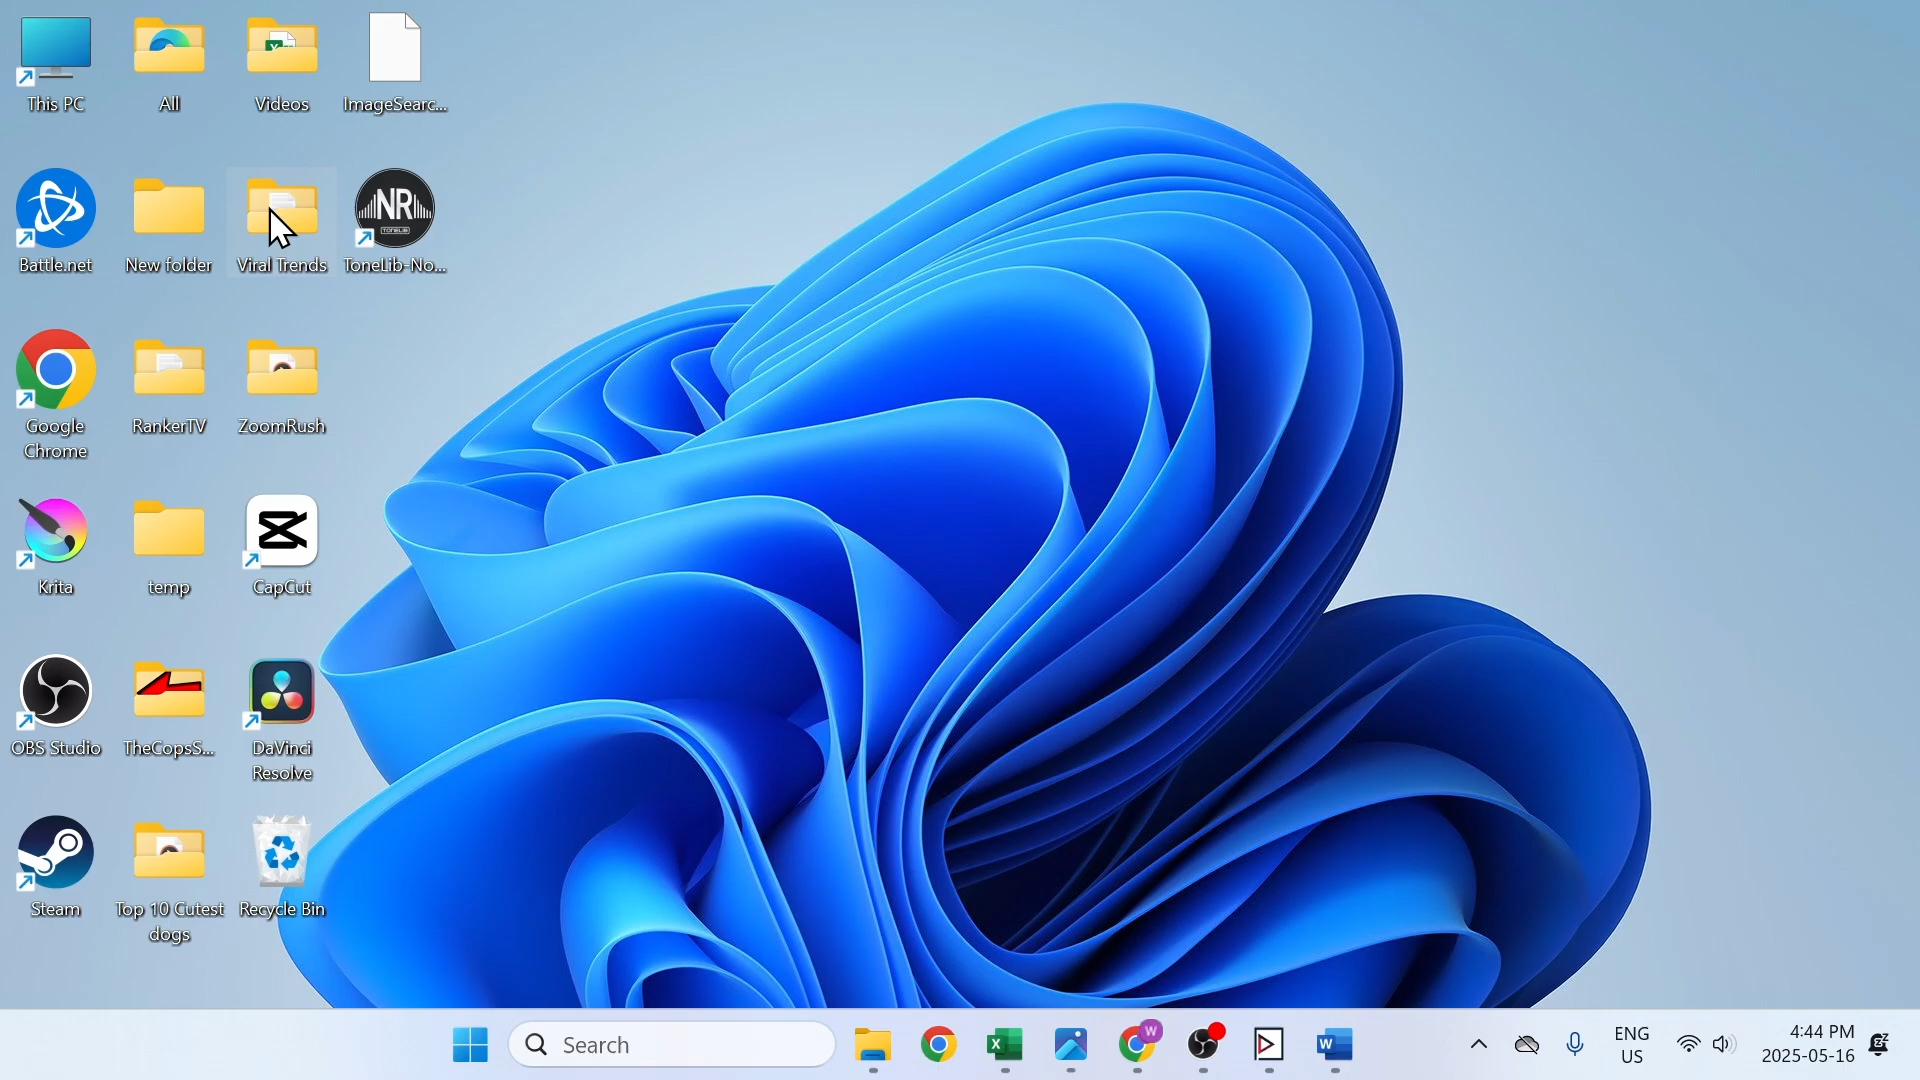 This PC
All
Videos
ImageSearc...
Battle.net
New folder
Viral Trends
NR
TONELIB
ToneLib-No...
Google
Chrome
RankerTV
ZoomRush
Krita
temp
CapCut
OBS Studio
TheCopsS...
DaVinci
Resolve
Steam
Top 10 Cutest
dogs
Recycle Bin
Search
W
ENG
US
4:44 PM
2025-05-16